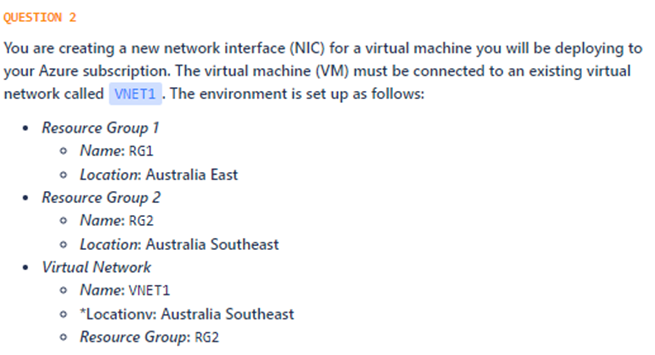 QUESTION 2
You are creating a new network interface (NIC) for a virtual machine you will be deploying to
your Azure subscription. The virtual machine (VM) must be connected to an existing virtual
network called VNET1. The environment is set up as follows:
• Resource Group 1
◦ Name: RG1
◦ Location: Australia East
• Resource Group 2
◦ Name: RG2
◦ Location: Australia Southeast
• Virtual Network
◦ Name: VNET1
◦ *Locationv: Australia Southeast
◦ Resource Group: RG2